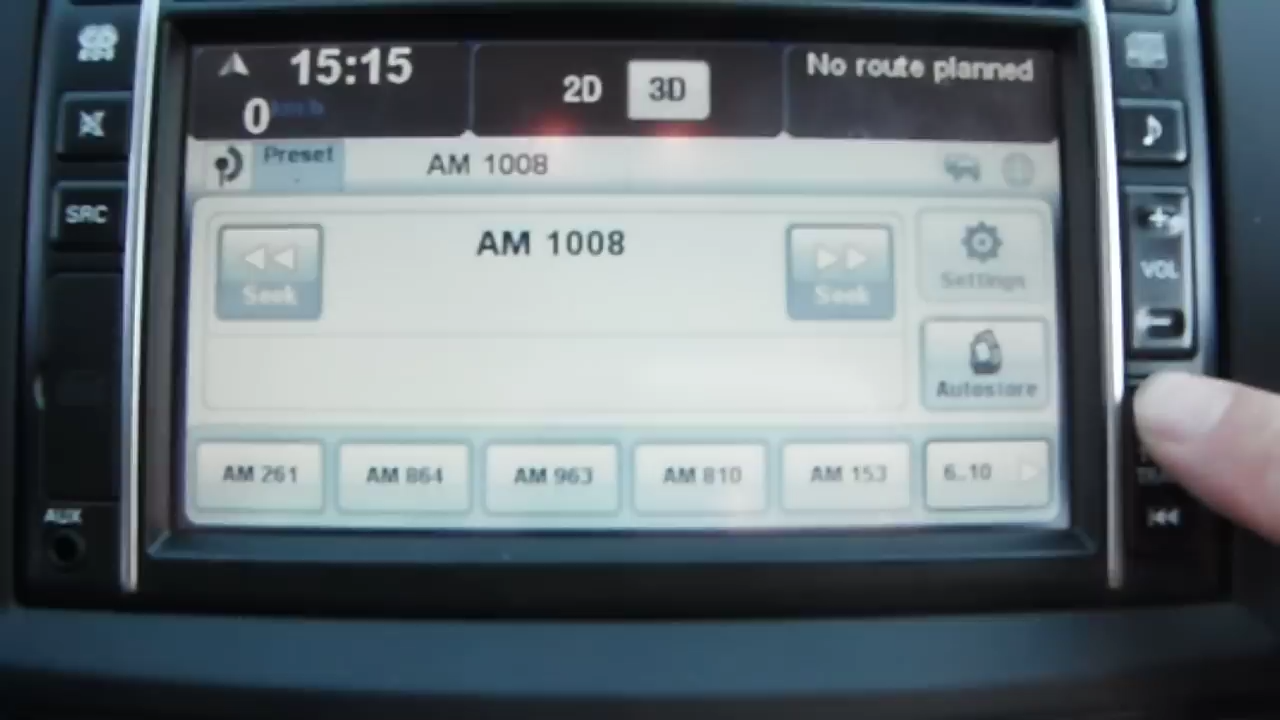 15:15
0 km/h
2D 3D
No route planned
Preset
AM 1008
SRC
AM 1008
Seek
Seek
Settings
VOL
Autostore
AM 261 AM 864 AM 963 AM 810 AM 153 6..10
AUX